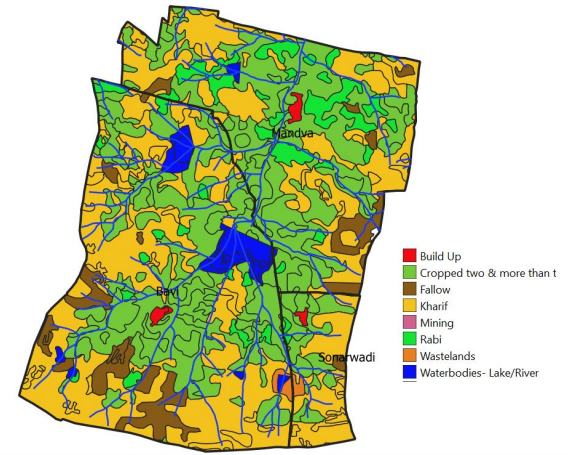 Mandva
Bavi
Sonarwadi
Build Up
Cropped two & more than t
Fallow
Kharif
Mining
Rabi
Wastelands
Waterbodies- Lake/River